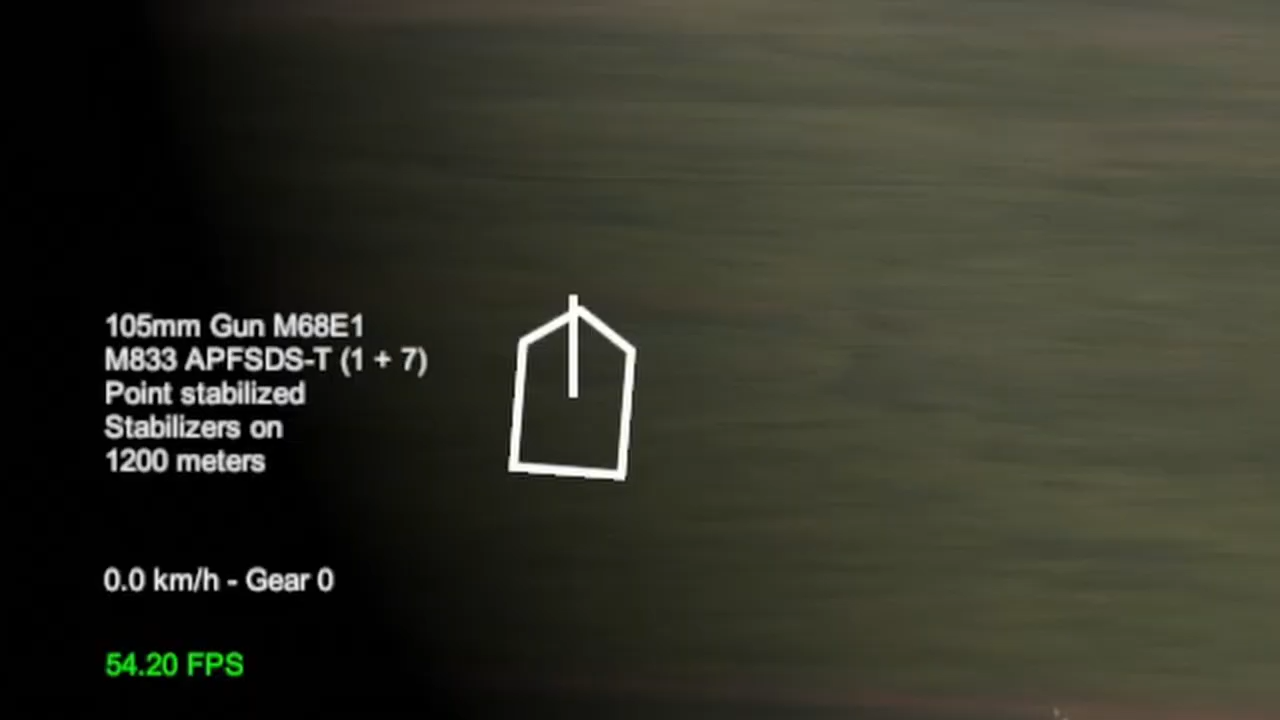 105mm Gun M68E1
M833 APFSDS-T (1 + 7)
Point stabilized
Stabilizers on
1200 meters
0.0 km/h - Gear 0
54.20 FPS